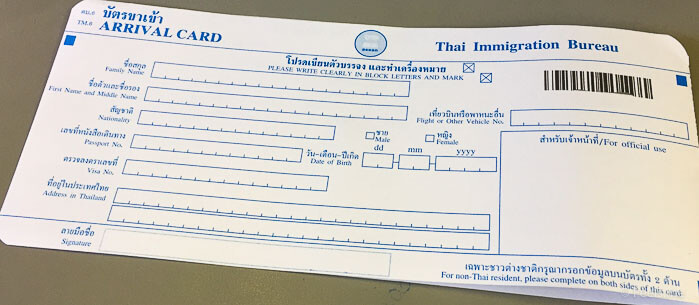 ตม.6 บัตรขาเข้า
TM.6 ARRIVAL CARD
Thai Immigration Bureau
โปรดเขียนตัวบรรจง และทำเครื่องหมาย
PLEASE WRITE CLEARLY IN BLOCK LETTERS AND MARK
ชื่อสกุล
Family Name
ชื่อตัวและชื่อรอง
First Name and Middle Name
เที่ยวบินหรือพาหนะอื่น
Flight or Other Vehicle No.
สัญชาติ
Nationality
ชาย
Male
หญิง
Female
สำหรับเจ้าหน้าที่/For official use
เลขที่หนังสือเดินทาง
Passport No.
วัน-เดือน-ปีเกิด
Date of Birth
dd mm yyyy
ตรวจลงตราเลขที่
Visa No.
ที่อยู่ในประเทศไทย
Address in Thailand
ลายมือชื่อ
Signature
เฉพาะชาวต่างชาติกรุณากรอกข้อมูลบนบัตรทั้ง 2 ด้าน
For non-Thai resident, please complete on both sides of this card